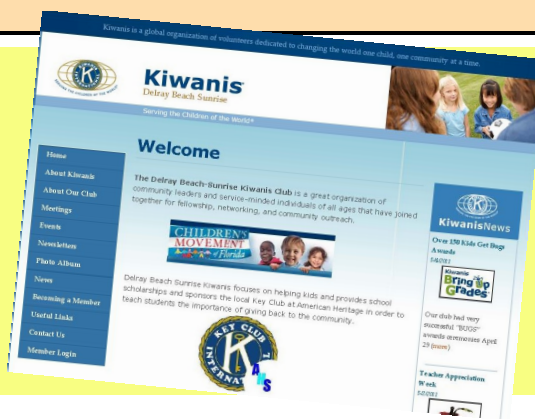 Kiwanis is a global organization of volunteers dedicated to changing the world one child, one community at a time.
Kiwanis
Delray Beach Sunrise
Serving the Children of the World®
Home
About Kiwanis
About Our Club
Meetings
Events
Newsletters
Photo Album
News
Becoming a Member
Useful Links
Contact Us
Member Login
Welcome
The Delray Beach-Sunrise Kiwanis Club is a great organization of
community leaders and service-minded individuals of all ages that have joined
together for fellowship, networking, and community outreach.
CHILDREN'S
MOVEMENT
of Florida
Delray Beach Sunrise Kiwanis focuses on helping kids and provides school
scholarships and sponsors the local Key Club at American Heritage in order to
teach students the importance of giving back to the community.
KEY CLUB
INTERNATIONAL
K
AHS
KiwanisNews
Over 150 Kids Get Bugs
Awards
Kiwanis
Bring Up
Grades
Our club had very
successful "BUGS"
awards ceremonies April
29 (more)
Teacher Appreciation
Week